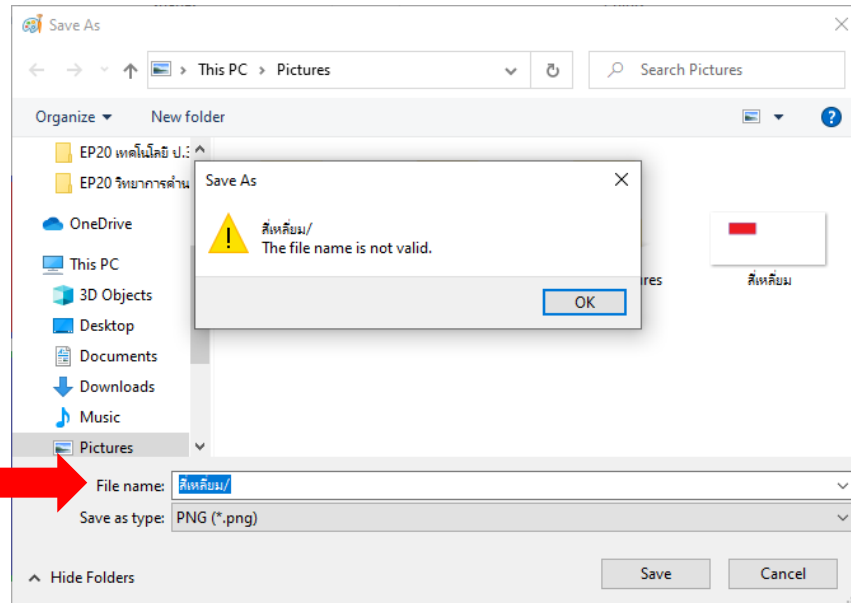 Save As
This PC > Pictures
Search Pictures
Organize
New folder
EP20 เทคโนโลยี ป.3
EP20 วิทยาการคำน
OneDrive
This PC
3D Objects
Desktop
Documents
Downloads
Music
Pictures
Save As
สี่เหลี่ยม/
The file name is not valid.
OK
สี่เหลี่ยม
File name: สี่เหลี่ยม/
Save as type: PNG (*.png)
Hide Folders
Save
Cancel